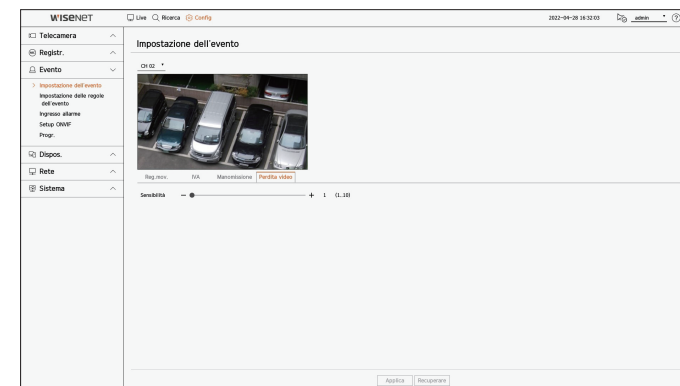 WISENET
Live Ricerca Config 2022-04-28 16:32:03 admin
Telecamera
Registr.
Evento
Impostazione dell'evento
Impostazione delle regole
dell'evento
Ingresso allarme
Setup ONVIF
Progr.
Dispos.
Rete
Sistema
Impostazione dell'evento
CH 02
Reg.mov. IVA Manomissione Perdita video
Sensibilità 1 (1..10)
Applica Recuperare